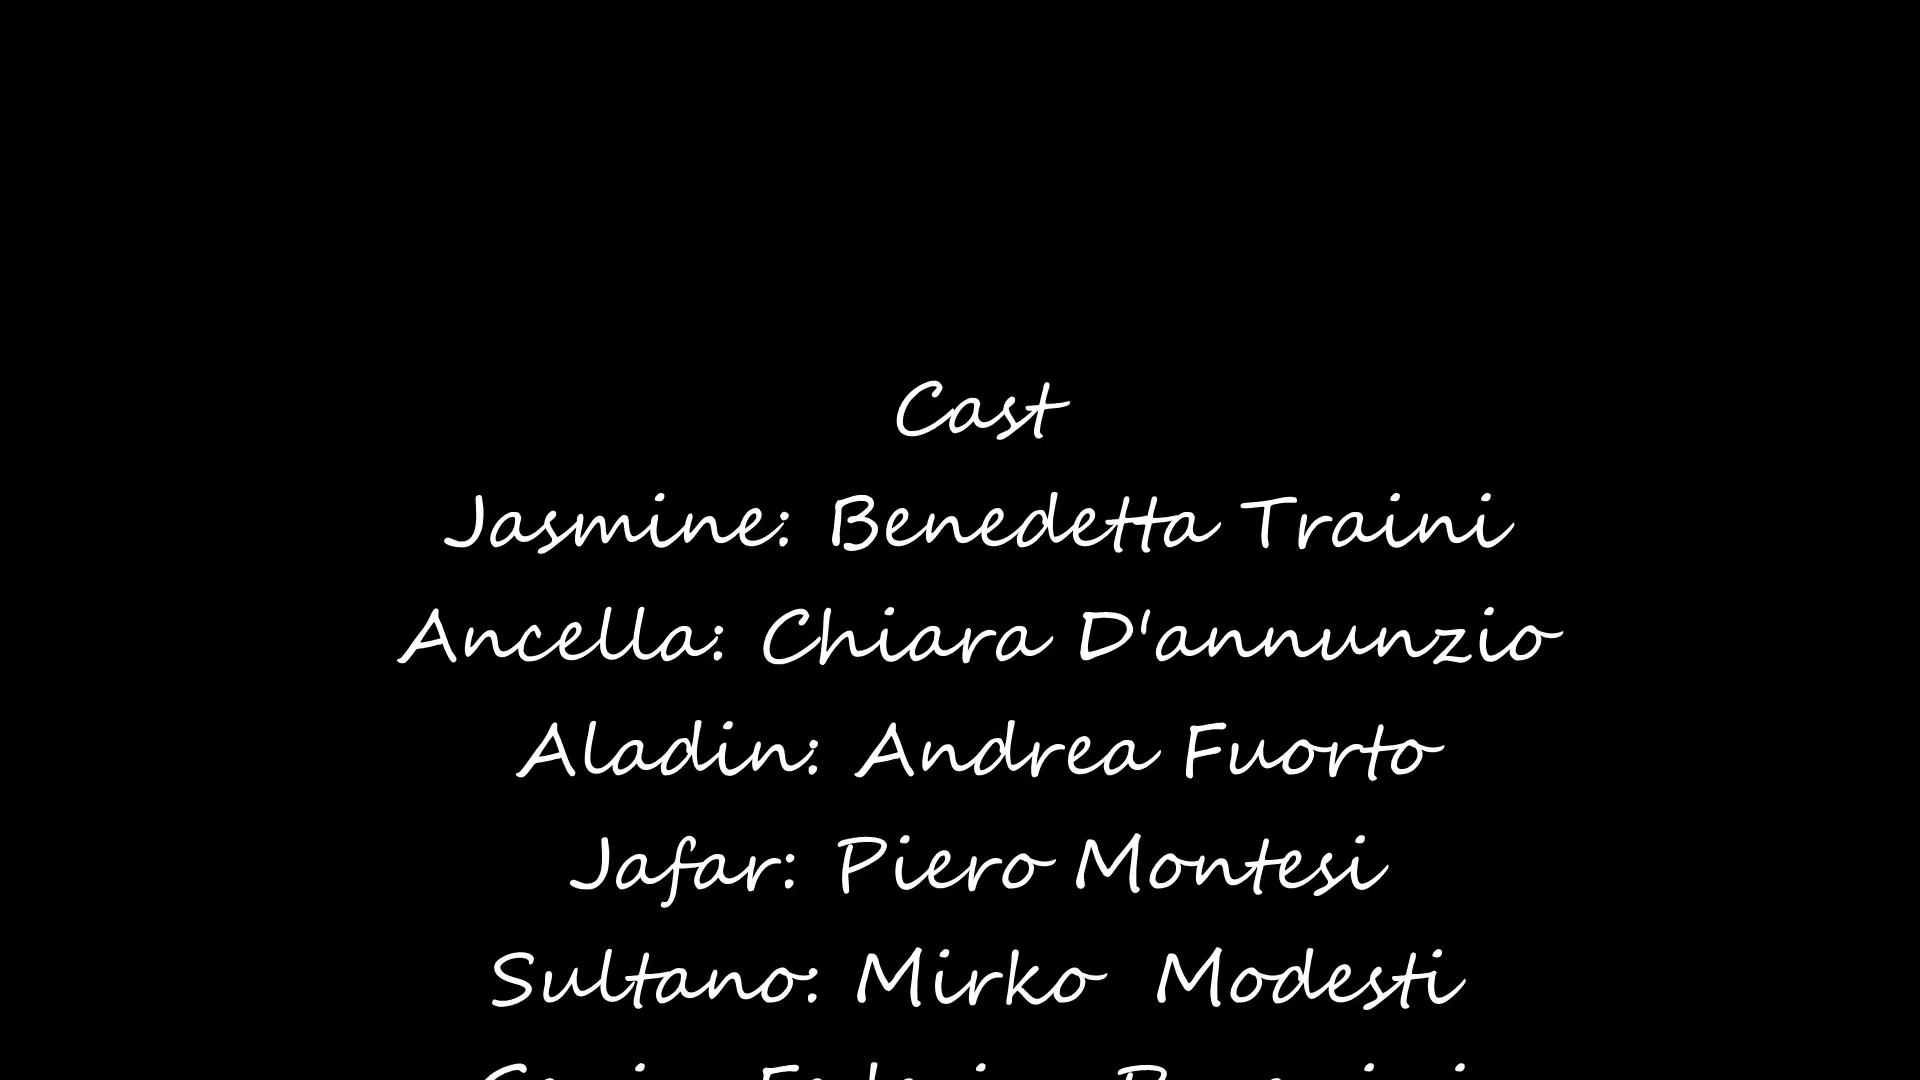 Cast
Jasmine: Benedetta Traini
Ancella: Chiara D'annunzio
Aladin: Andrea Fuorto
Jafar: Piero Montesi
Sultano: Mirko  Modesti